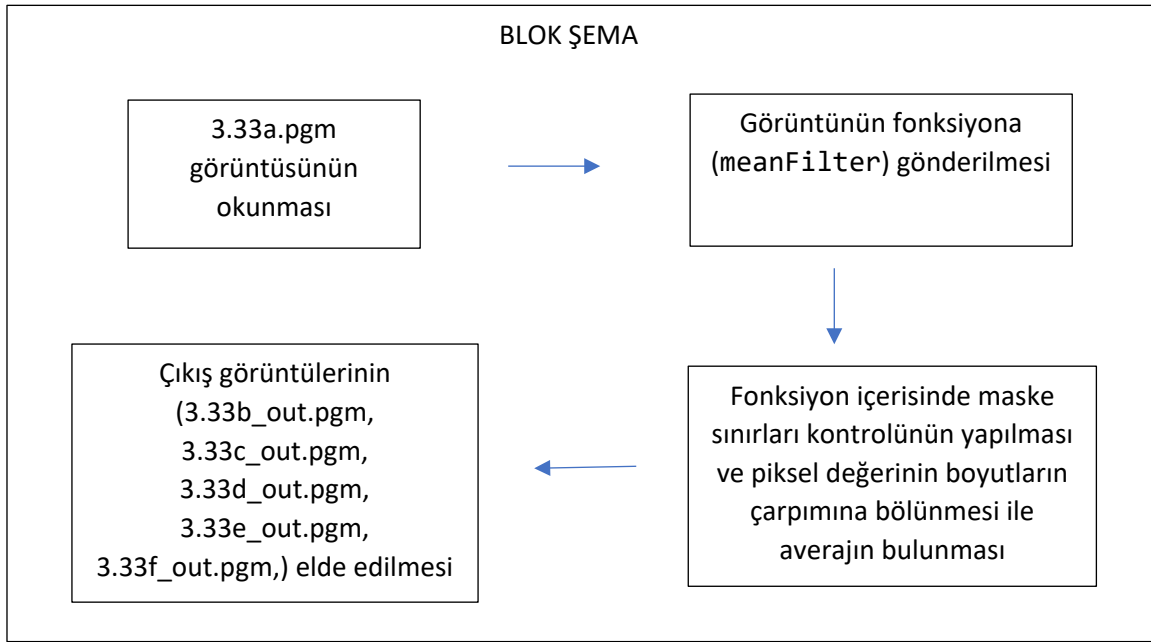 BLOK ŞEMA
3.33a.pgm
görüntüsünün
okunması
Görüntünün fonksiyona
(meanFilter) gönderilmesi
Fonksiyon içerisinde maske
sınırları kontrolünün yapılması
ve piksel değerinin boyutların
çarpımına bölünmesi ile
averajın bulunması
Çıkış görüntülerinin
(3.33b_out.pgm,
3.33c_out.pgm,
3.33d_out.pgm,
3.33e_out.pgm,
3.33f_out.pgm,) elde edilmesi